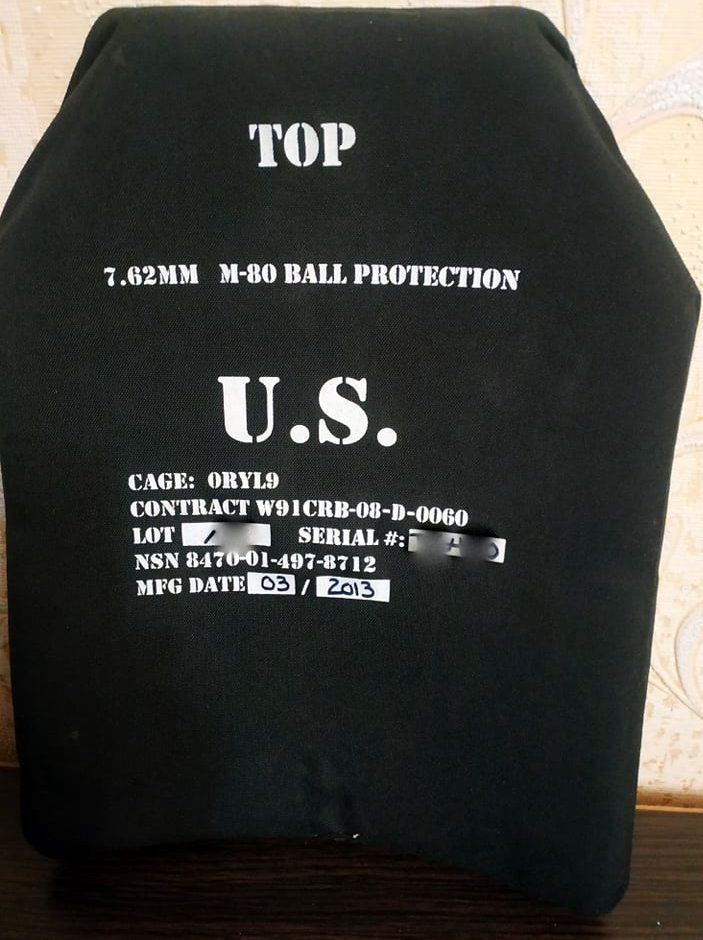 TOP
7.62MM M-80 BALL PROTECTION
U.S.
CAGE: ORYL9
CONTRACT W91CRB-08-D-0060
LOT SERIAL #:
NSN 8470-01-497-8712
MFG DATE 03 / 2013